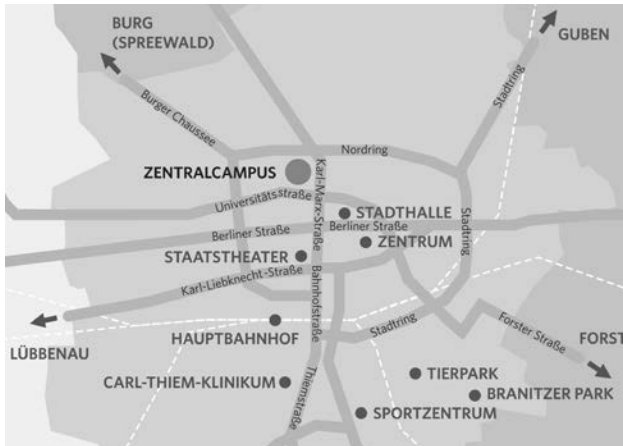 BURG
(SPREEWALD)
GUBEN
Burger Chaussee
Stadtring
Nordring
ZENTRALCAMPUS
Karl-Marx-Straße
Universitätsstraße
STADTHALLE
Stadtring
Berliner Straße
Berliner Straße
ZENTRUM
STAATSTHEATER
Karl-Liebknecht-Straße
Bahnhofstraße
HAUPTBAHNHOF
Stadtring
Forster Straße
FORST
LÜBBENAU
Thiemstraße
TIERPARK
CARL-THIEM-KLINIKUM
BRANITZER PARK
SPORTZENTRUM